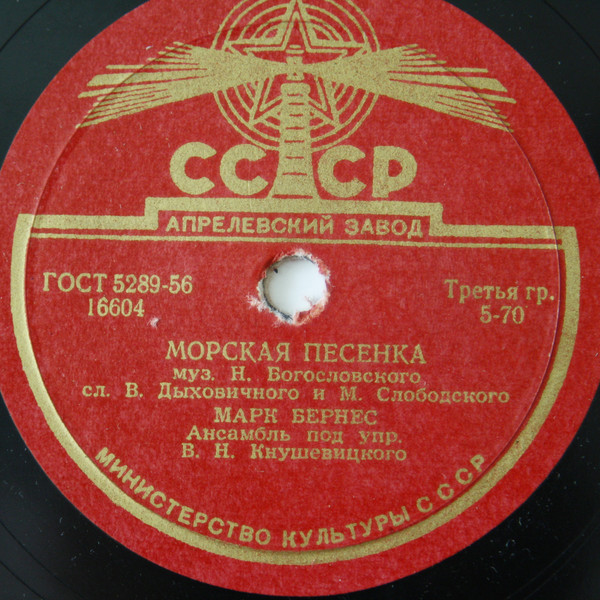 СССР
АПРЕЛЕВСКИЙ ЗАВОД
ГОСТ 5289-56
16604
Третья гр.
5-70
МОРСКАЯ ПЕСЕНКА
муз. Н. Богословского
сл. В. Дыховичного и М. Слободского
МАРК БЕРНЕС
Ансамбль под упр.
В. Н. Кнушевицкого
МИНИСТЕРСТВО КУЛЬТУРЫ СССР